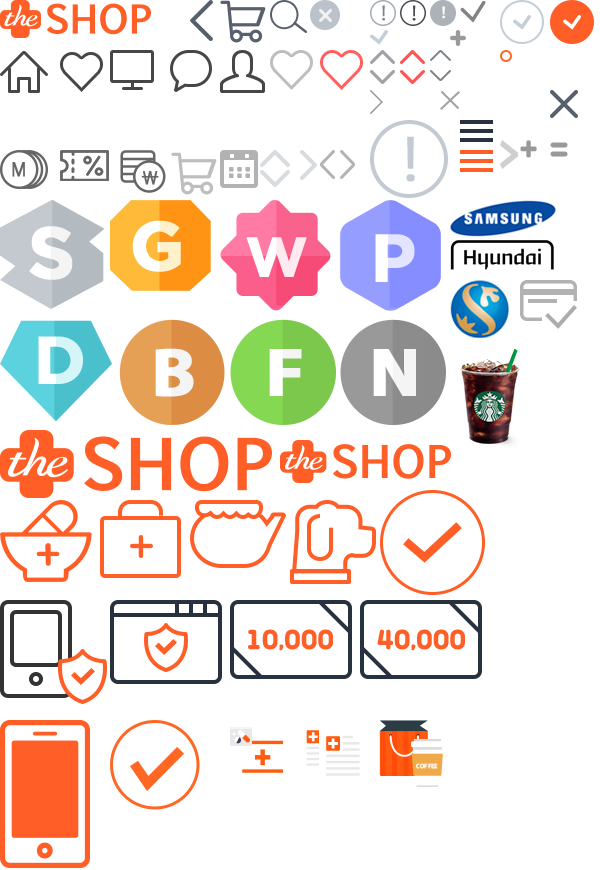 the SHOP
M
%
₩
SAMSUNG
Hyundai
S
G
W
P
S
D
B
F
N
the SHOP
the SHOP
10,000
40,000
COFFEE